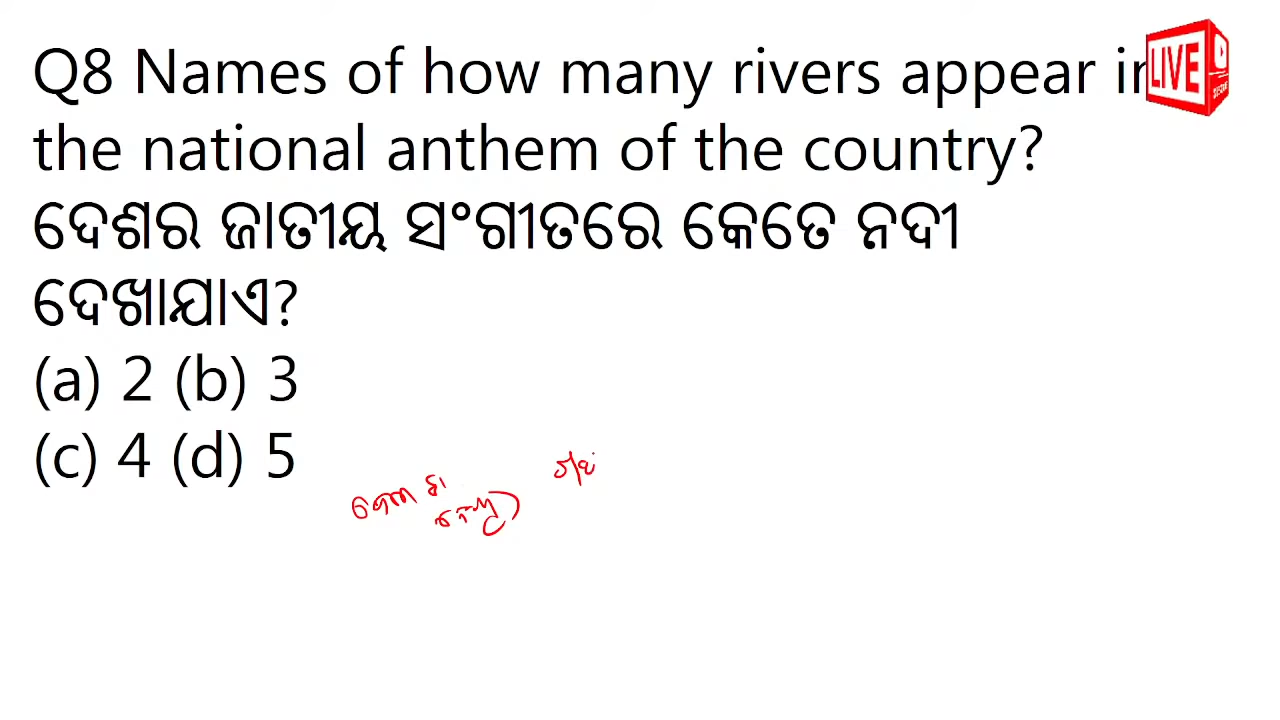 Q8 Names of how many rivers appear in
LIVE
the national anthem of the country?
ଦେଶର ଜାତୀୟ ସଂଗୀତରେ କେତେ ନଦୀ
ଦେଖାଯାଏ?
(a) 2 (b) 3
(c) 4 (d) 5